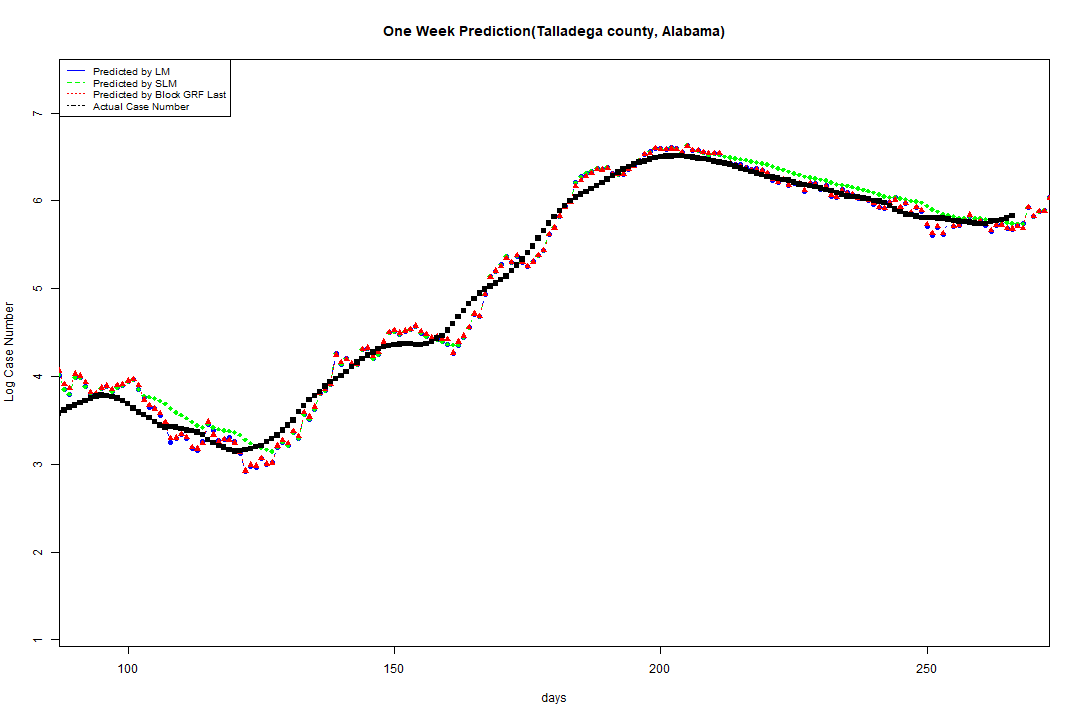 One Week Prediction(Talladega county, Alabama)
Predicted by LM
Predicted by SLM
Predicted by Block GRF Last
Actual Case Number
7
6
5
4
3
2
1
Log Case Number
100 150 200 250
days